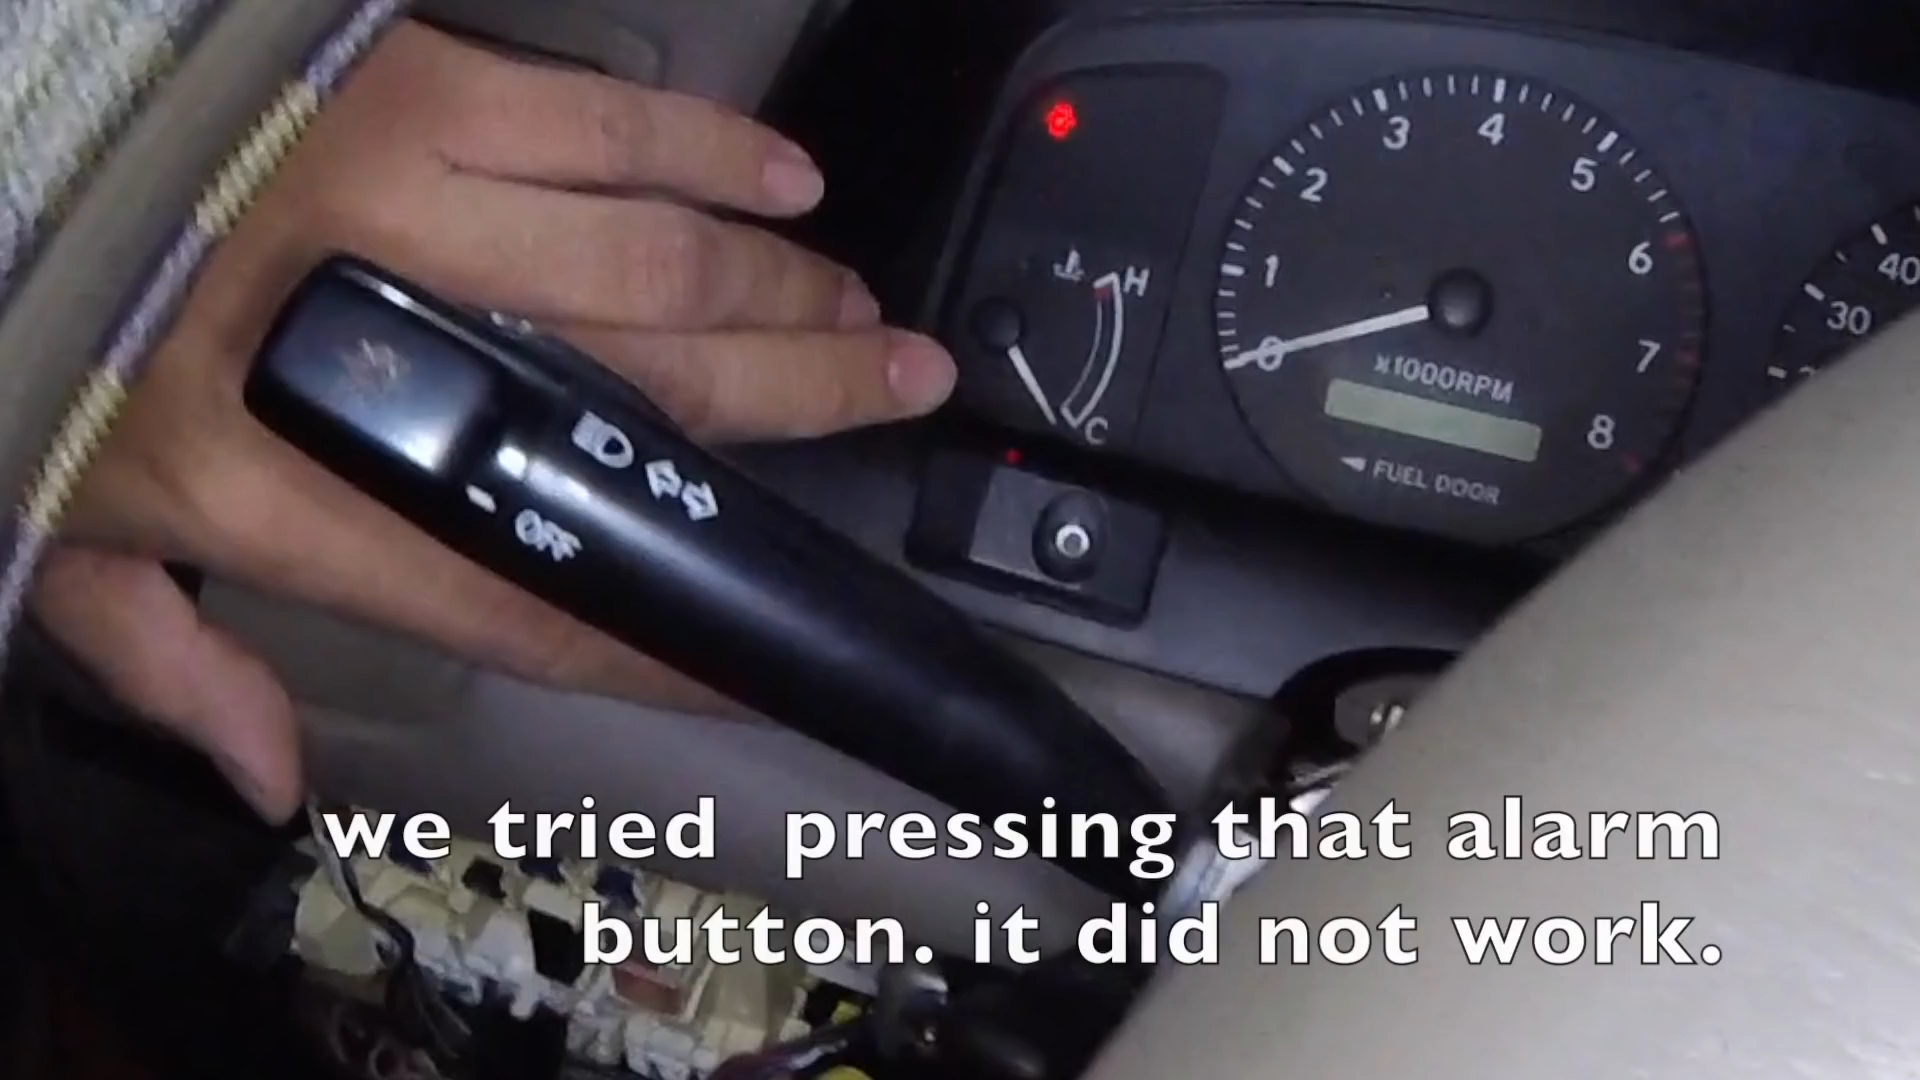 3 4
2 5
1 6
0 7
8
x1000RPM
FUEL DOOR
H
C
40
30
OFF
we tried  pressing that alarm
button. it did not work.